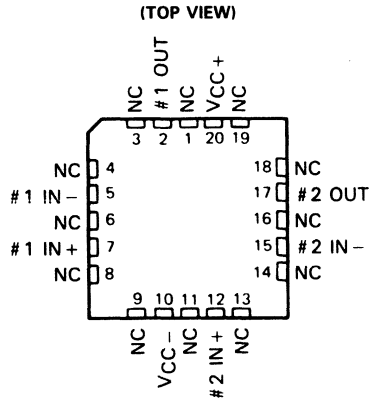 (TOP VIEW)
NC
#1 OUT
NC
VCC+
NC
3
2
1
20
19
NC 4
#1 IN− 5
NC 6
#1 IN+ 7
NC 8
18 NC
17 #2 OUT
16 NC
15 #2 IN−
14 NC
9
10
11
12
13
NC
VCC−
NC
#2 IN+
NC